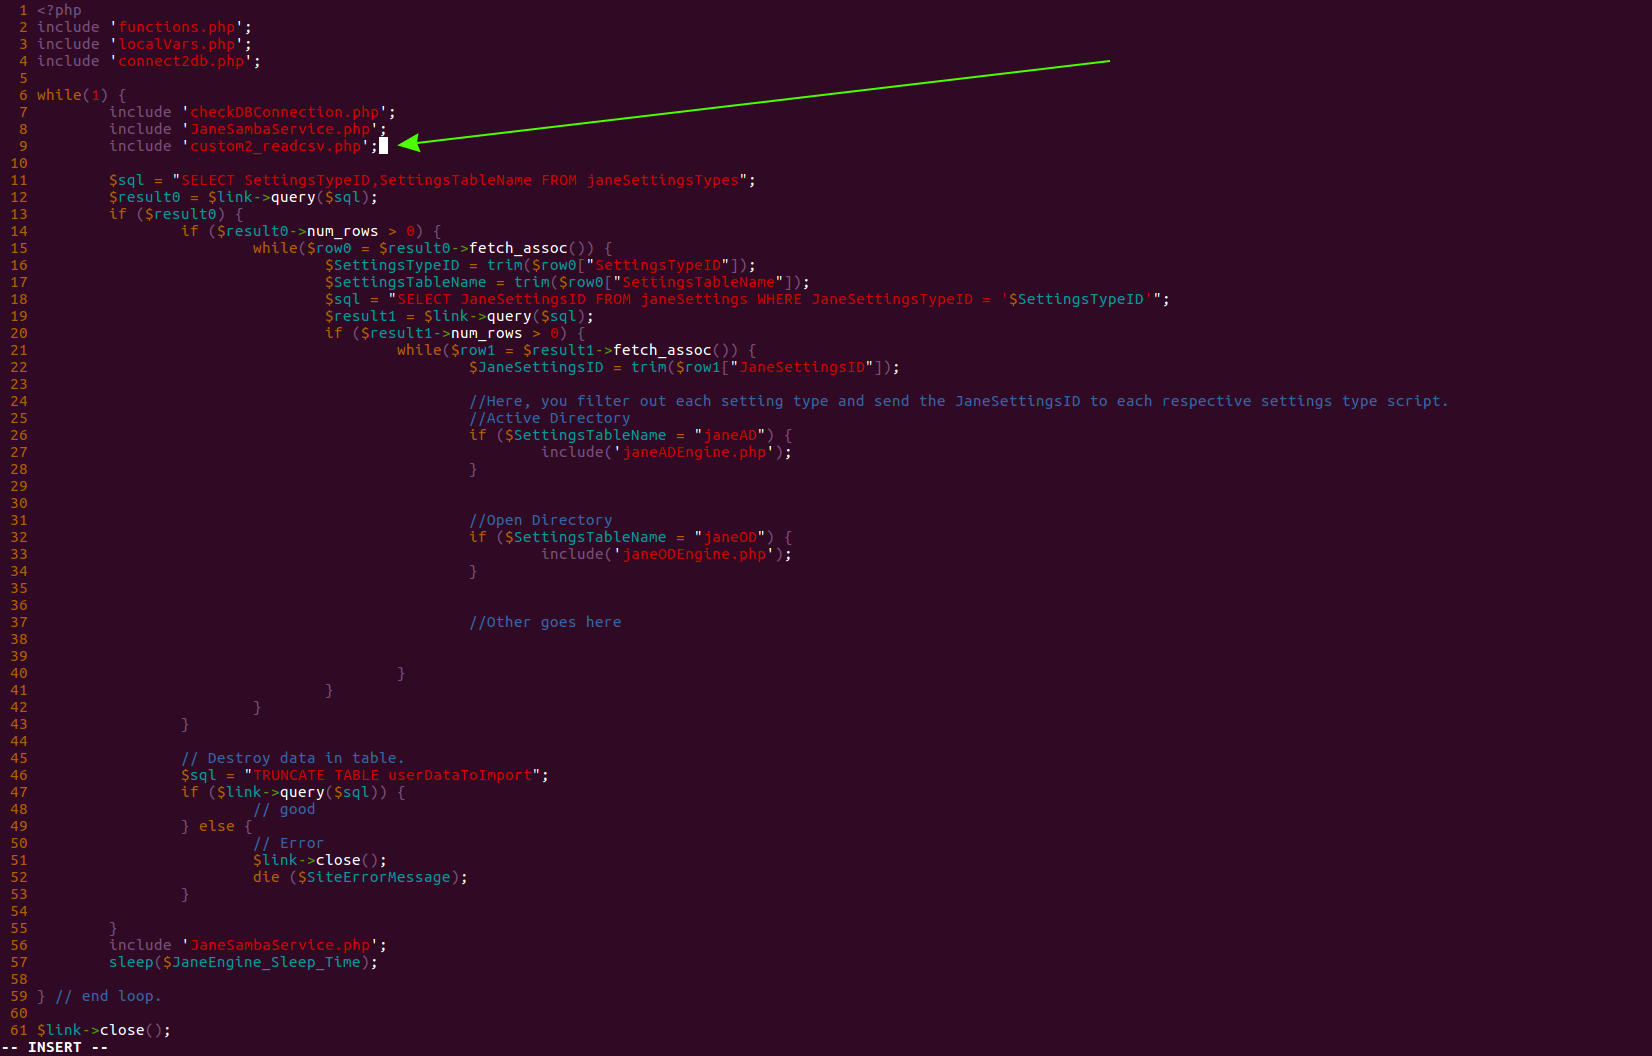 1 <?php
2 include 'functions.php';
3 include 'localVars.php';
4 include 'connect2db.php';
5
6 while(1) {
7         include 'checkDBConnection.php';
8         include 'JaneSambaService.php';
9         include 'custom2_readcsv.php';
10
11         $sql = "SELECT SettingsTypeID,SettingsTableName FROM janeSettingsTypes";
12         $result0 = $link->query($sql);
13         if ($result0) {
14                 if ($result0->num_rows > 0) {
15                         while($row0 = $result0->fetch_assoc()) {
16                                 $SettingsTypeID = trim($row0["SettingsTypeID"]);
17                                 $SettingsTableName = trim($row0["SettingsTableName"]);
18                                 $sql = "SELECT JaneSettingsID FROM janeSettings WHERE JaneSettingsTypeID = '$SettingsTypeID'";
19                                 $result1 = $link->query($sql);
20                                 if ($result1->num_rows > 0) {
21                                         while($row1 = $result1->fetch_assoc()) {
22                                                 $JaneSettingsID = trim($row1["JaneSettingsID"]);
23
24                                                 //Here, you filter out each setting type and send the JaneSettingsID to each respective settings type script.
25                                                 //Active Directory
26                                                 if ($SettingsTableName = "janeAD") {
27                                                         include('janeADEngine.php');
28                                                 }
29
30
31                                                 //Open Directory
32                                                 if ($SettingsTableName = "janeOD") {
33                                                         include('janeODEngine.php');
34                                                 }
35
36
37                                                 //Other goes here
38
39
40                                         }
41                                 }
42                         }
43                 }
44
45                 // Destroy data in table.
46                 $sql = "TRUNCATE TABLE userDataToImport";
47                 if ($link->query($sql)) {
48                         // good
49                 } else {
50                         // Error
51                         $link->close();
52                         die ($SiteErrorMessage);
53                 }
54
55         }
56         include 'JaneSambaService.php';
57         sleep($JaneEngine_Sleep_Time);
58
59 } // end loop.
60
61 $link->close();
-- INSERT --